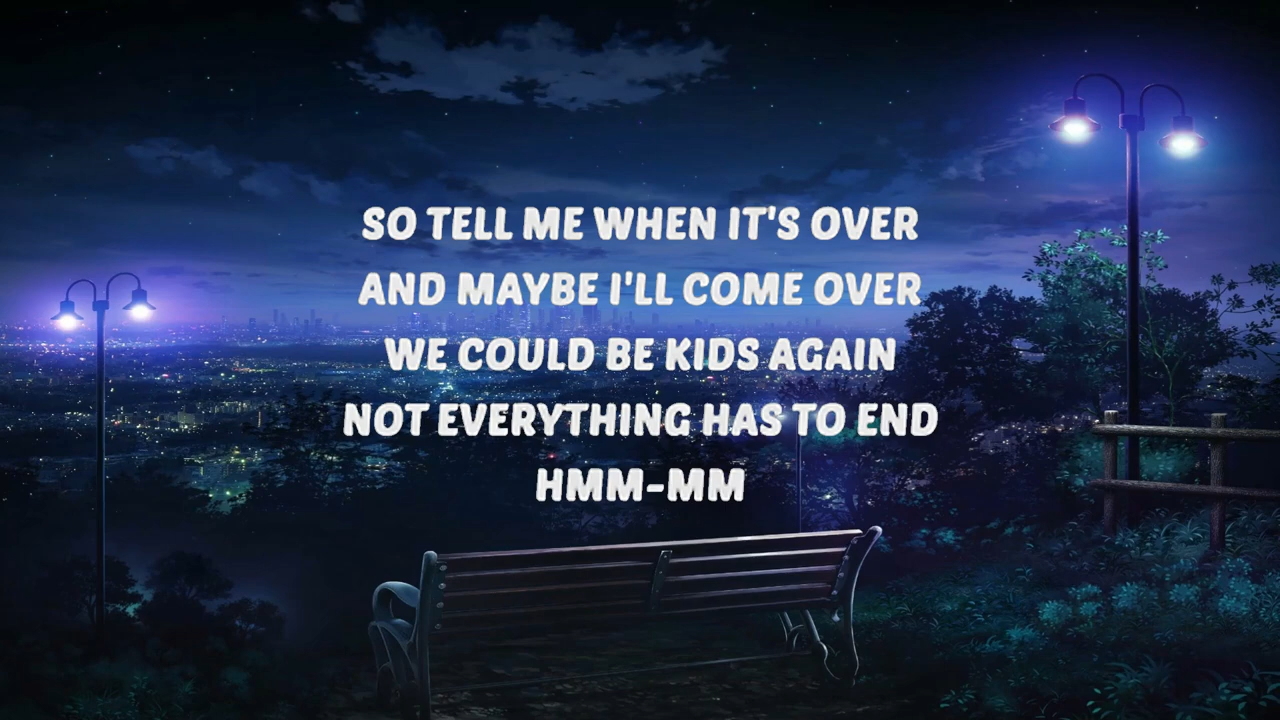 SO TELL ME WHEN IT'S OVER
AND MAYBE I'LL COME OVER
WE COULD BE KIDS AGAIN
NOT EVERYTHING HAS TO END
HMM-MM